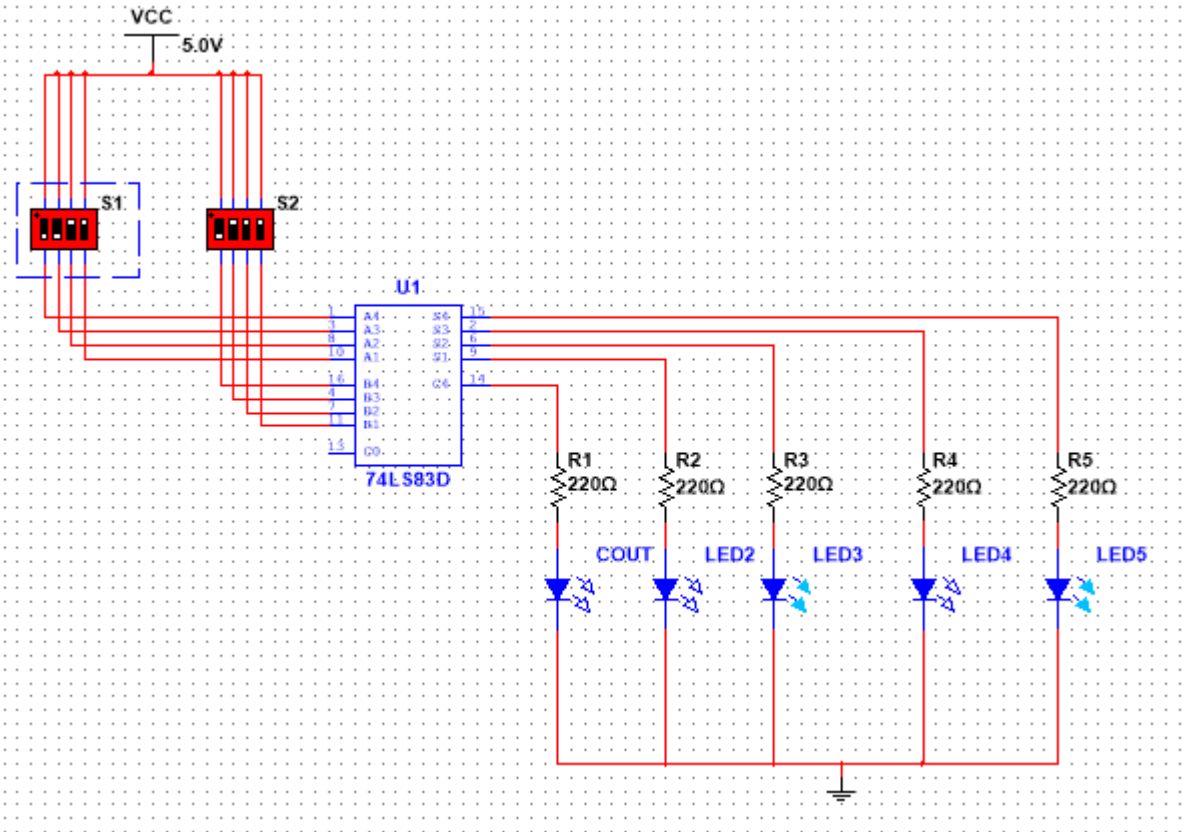 VCC
5.0V
S1
S2
U1
1 A4 S4 15
3 A3 S3 2
8 A2 S2 6
10 A1 S1 9
16 B4 C4 14
4 B3
7 B2
11 B1
13 C0
74LS83D
R1 R2 R3 R4 R5
220Ω 220Ω 220Ω 220Ω 220Ω
COUT LED2 LED3 LED4 LED5